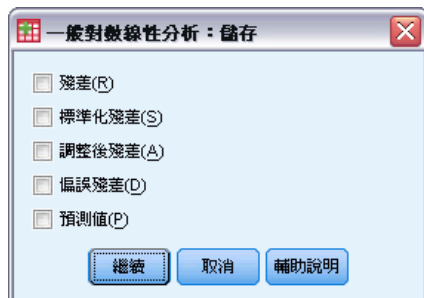 一般對數線性分析：儲存
殘差(R)
標準化殘差(S)
調整後殘差(A)
偏誤殘差(D)
預測值(P)
繼續 取消 輔助說明